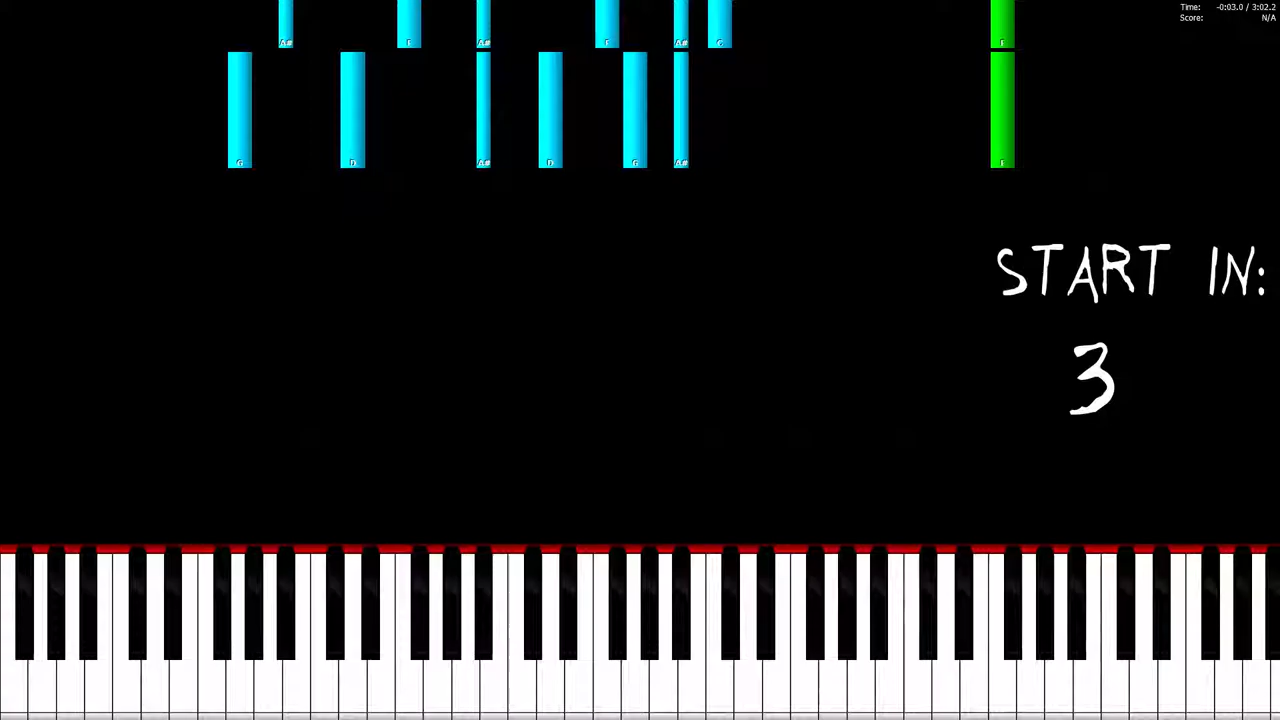 Time: -0:03.0 / 3:02.2
Score: N/A
A# F A# F A# G F
G D A# D G A# F
START IN:
3